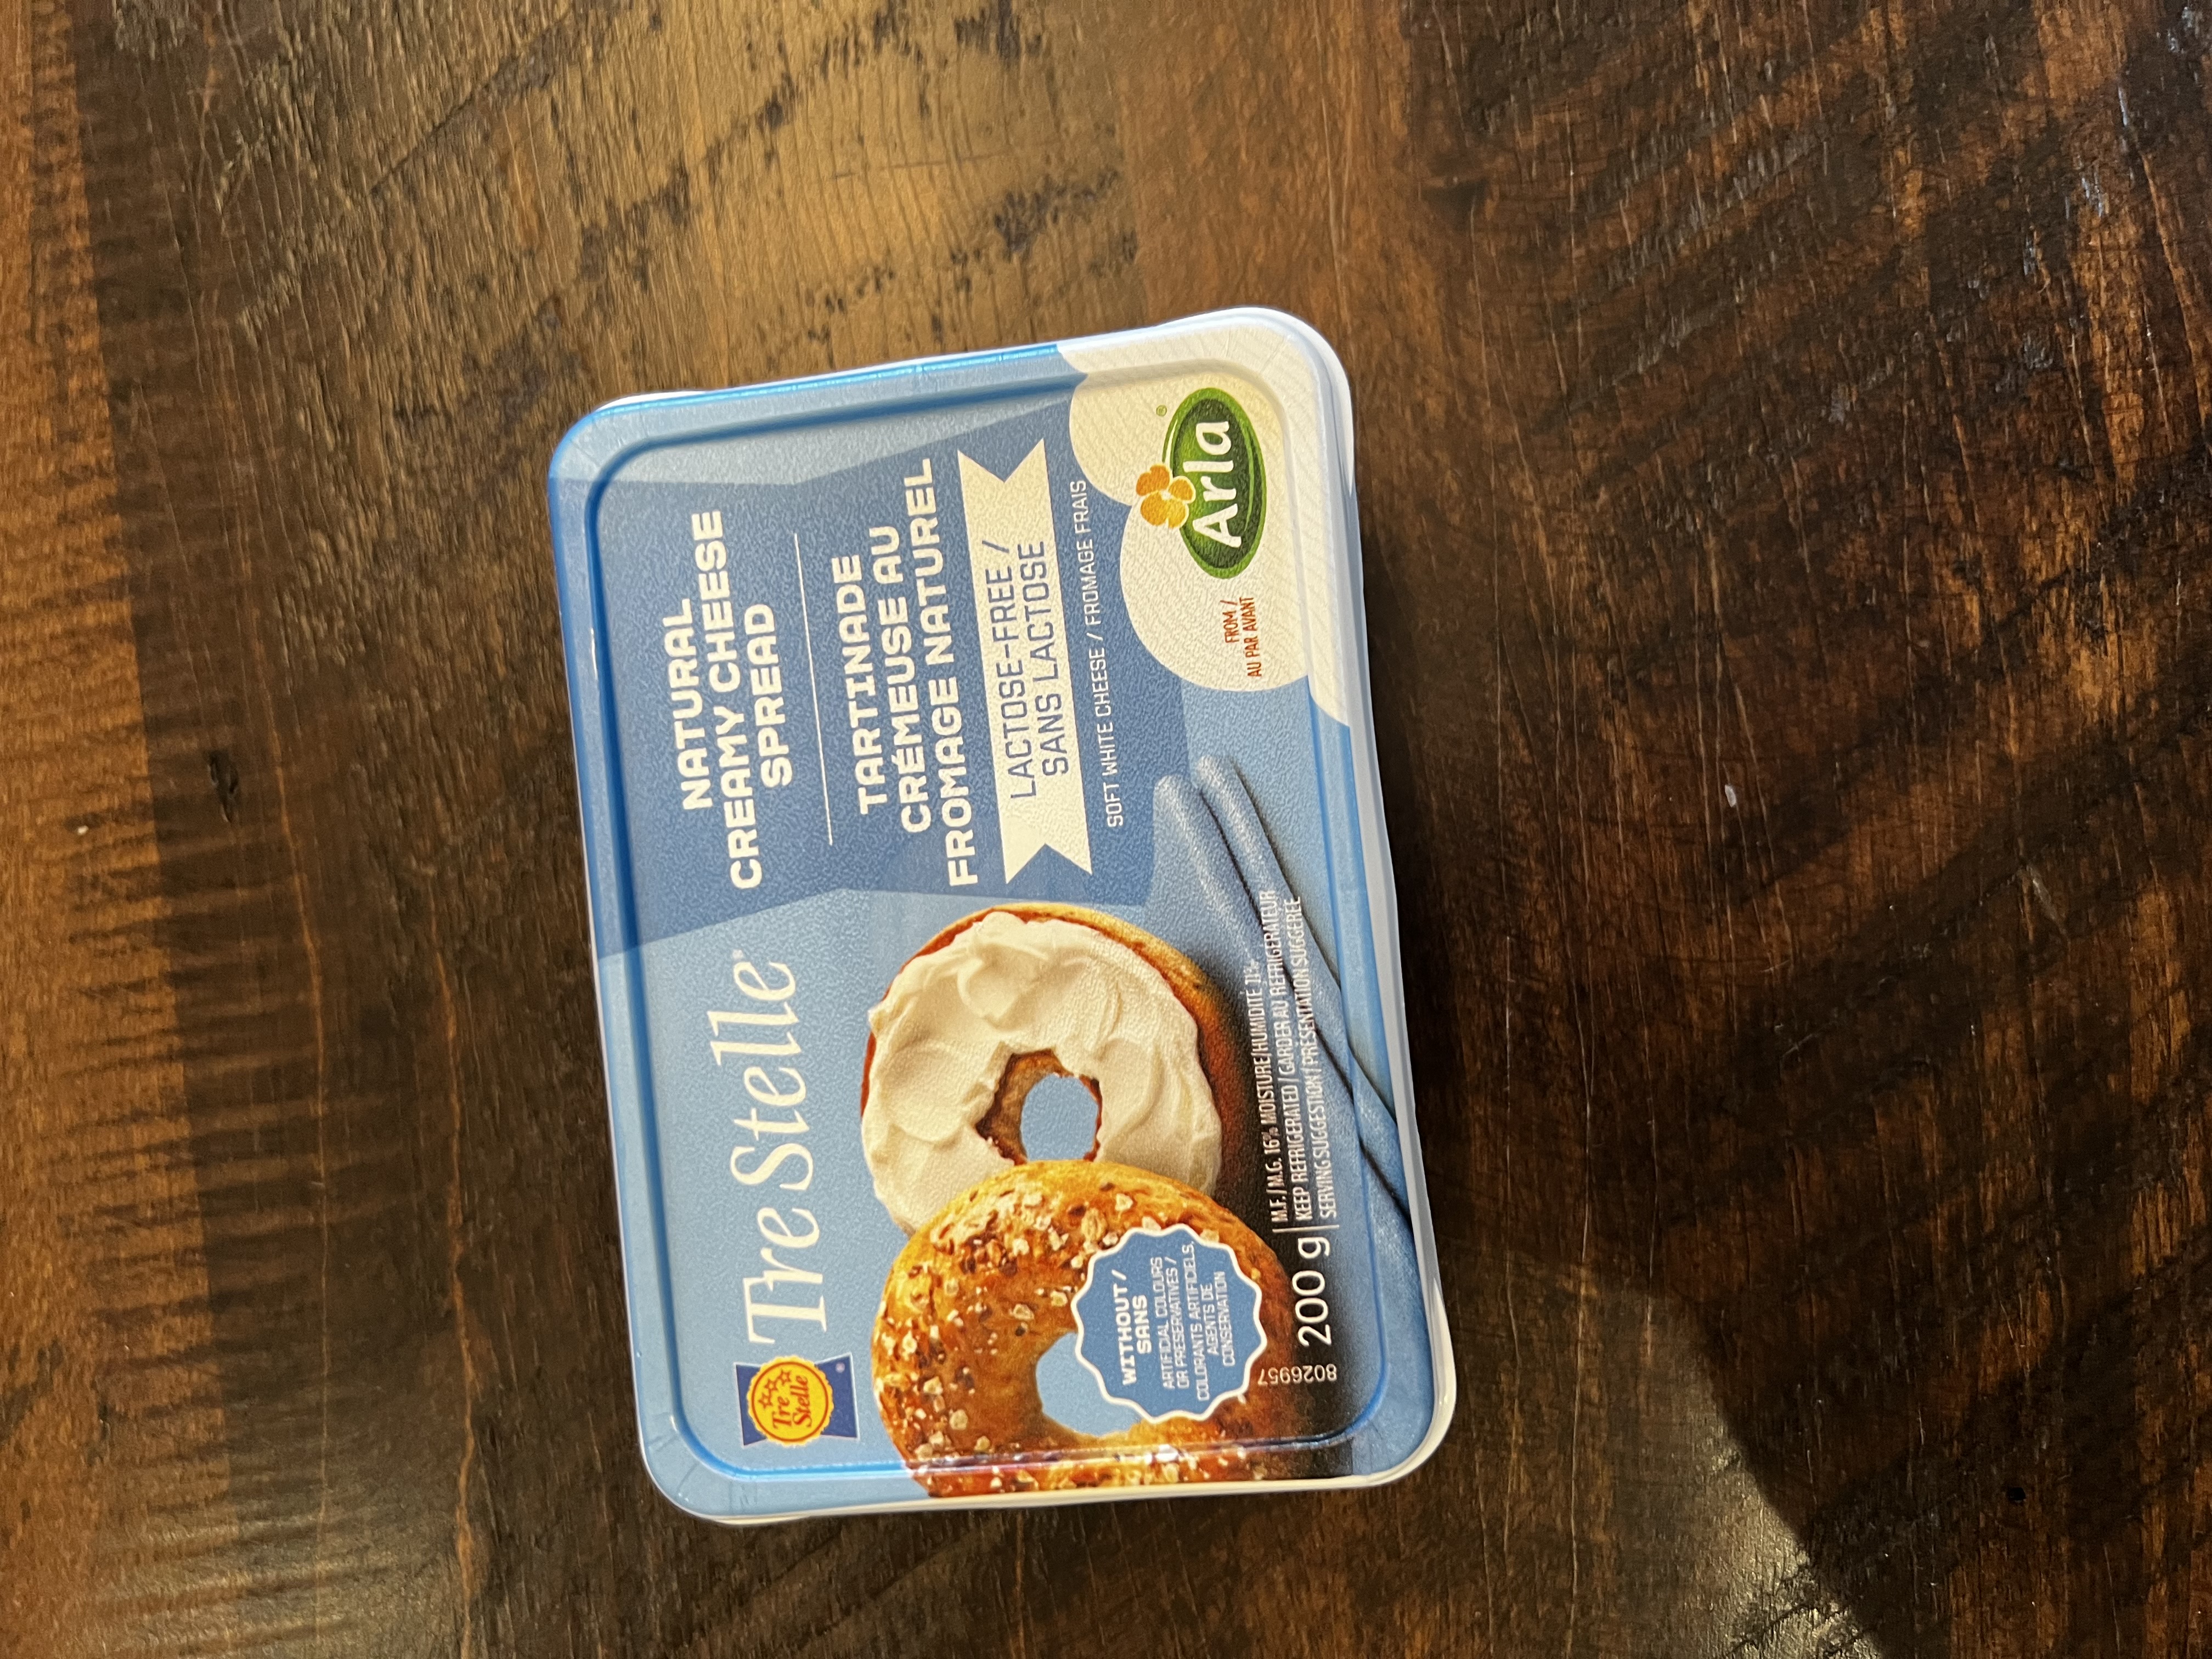 Tre
Stelle
Tre Stelle
NATURAL
CREAMY CHEESE
SPREAD
TARTINADE
CRÉMEUSE AU
FROMAGE NATUREL
LACTOSE-FREE /
SANS LACTOSE
SOFT WHITE CHEESE / FROMAGE FRAIS
WITHOUT /
SANS
ARTIFICIAL COLOURS
OR PRESERVATIVES /
COLORANTS ARTIFICIELS,
AGENTS DE
CONSERVATION
FROM /
AU PAR AVANT
Arla
8026957
200 g
M.F./M.G. 16% MOISTURE/HUMIDITÉ 71%
KEEP REFRIGERATED / GARDER AU RÉFRIGÉRATEUR
SERVING SUGGESTION / PRÉSENTATION SUGGÉRÉE